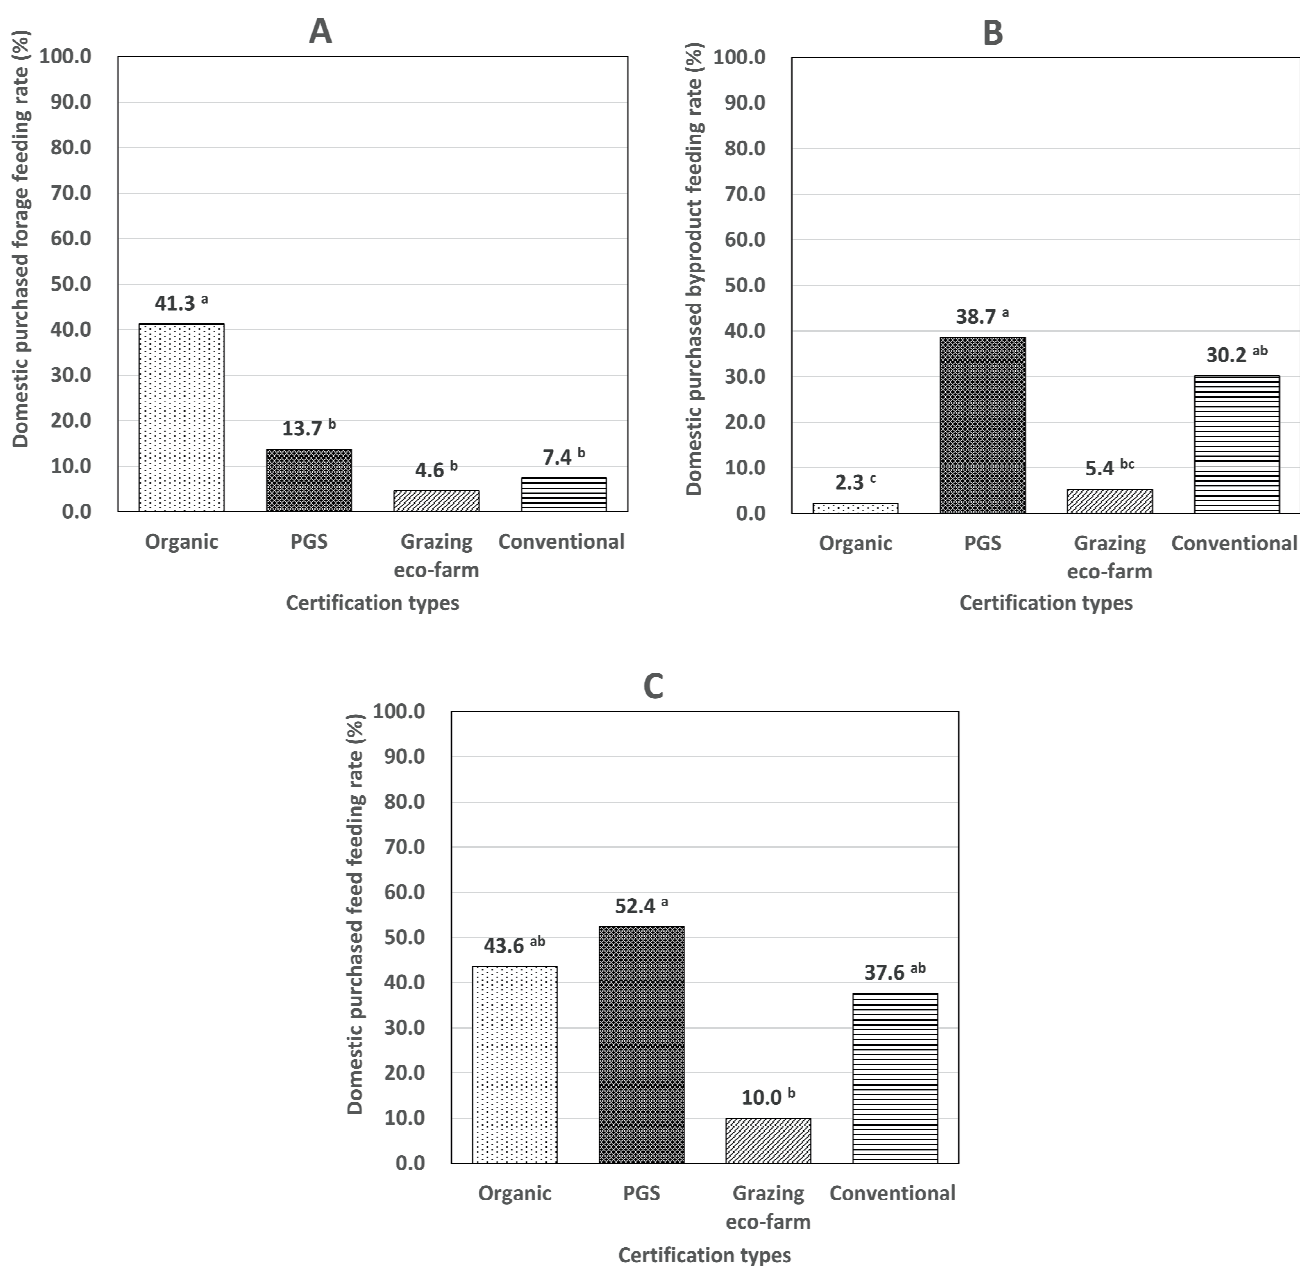 A
Domestic purchased forage feeding rate (%)
100.0
90.0
80.0
70.0
60.0
50.0
40.0
30.0
20.0
10.0
0.0
41.3 a
13.7 b
4.6 b
7.4 b
Organic
PGS
Grazing
eco-farm
Conventional
Certification types
B
Domestic purchased byproduct feeding rate (%)
100.0
90.0
80.0
70.0
60.0
50.0
40.0
30.0
20.0
10.0
0.0
2.3 c
38.7 a
5.4 bc
30.2 ab
Organic
PGS
Grazing
eco-farm
Conventional
Certification types
C
Domestic purchased feed feeding rate (%)
100.0
90.0
80.0
70.0
60.0
50.0
40.0
30.0
20.0
10.0
0.0
43.6 ab
52.4 a
10.0 b
37.6 ab
Organic
PGS
Grazing
eco-farm
Conventional
Certification types